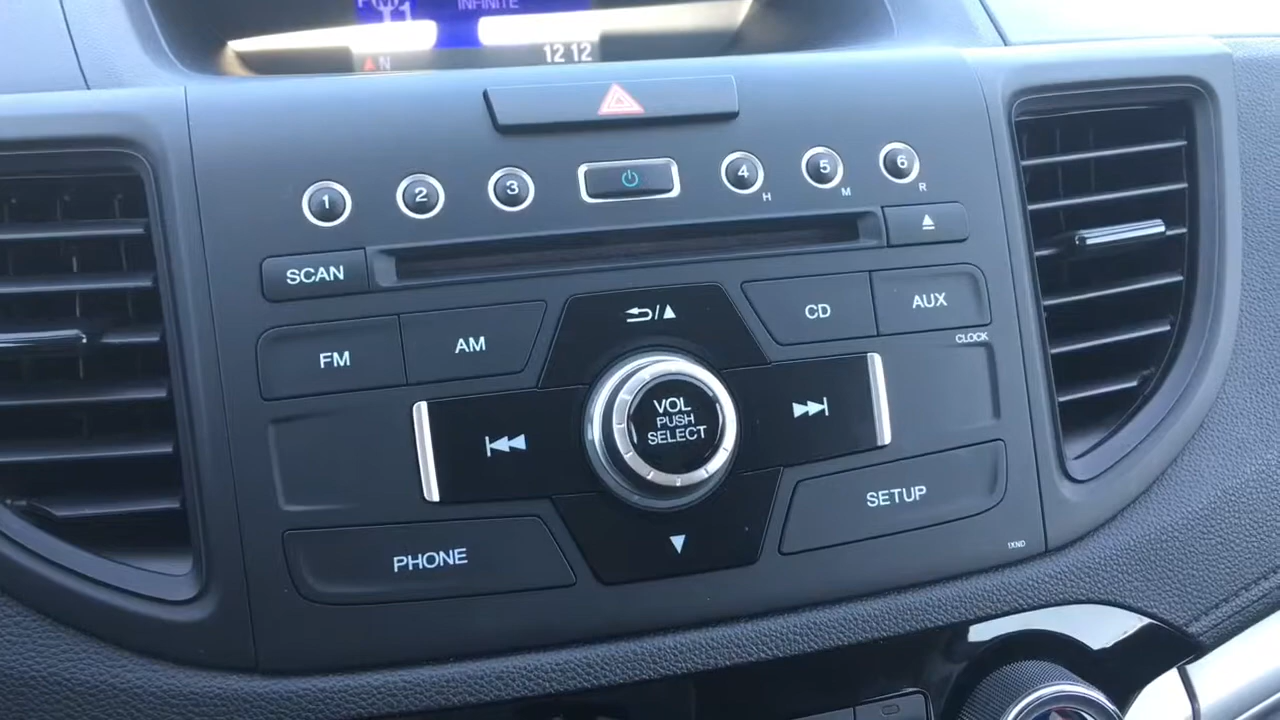 INFINITE
12 12
N
1 2 3 4 5 6
H M R
SCAN
CD AUX
FM AM
CLOCK
VOL
PUSH
SELECT
SETUP
PHONE
1XND